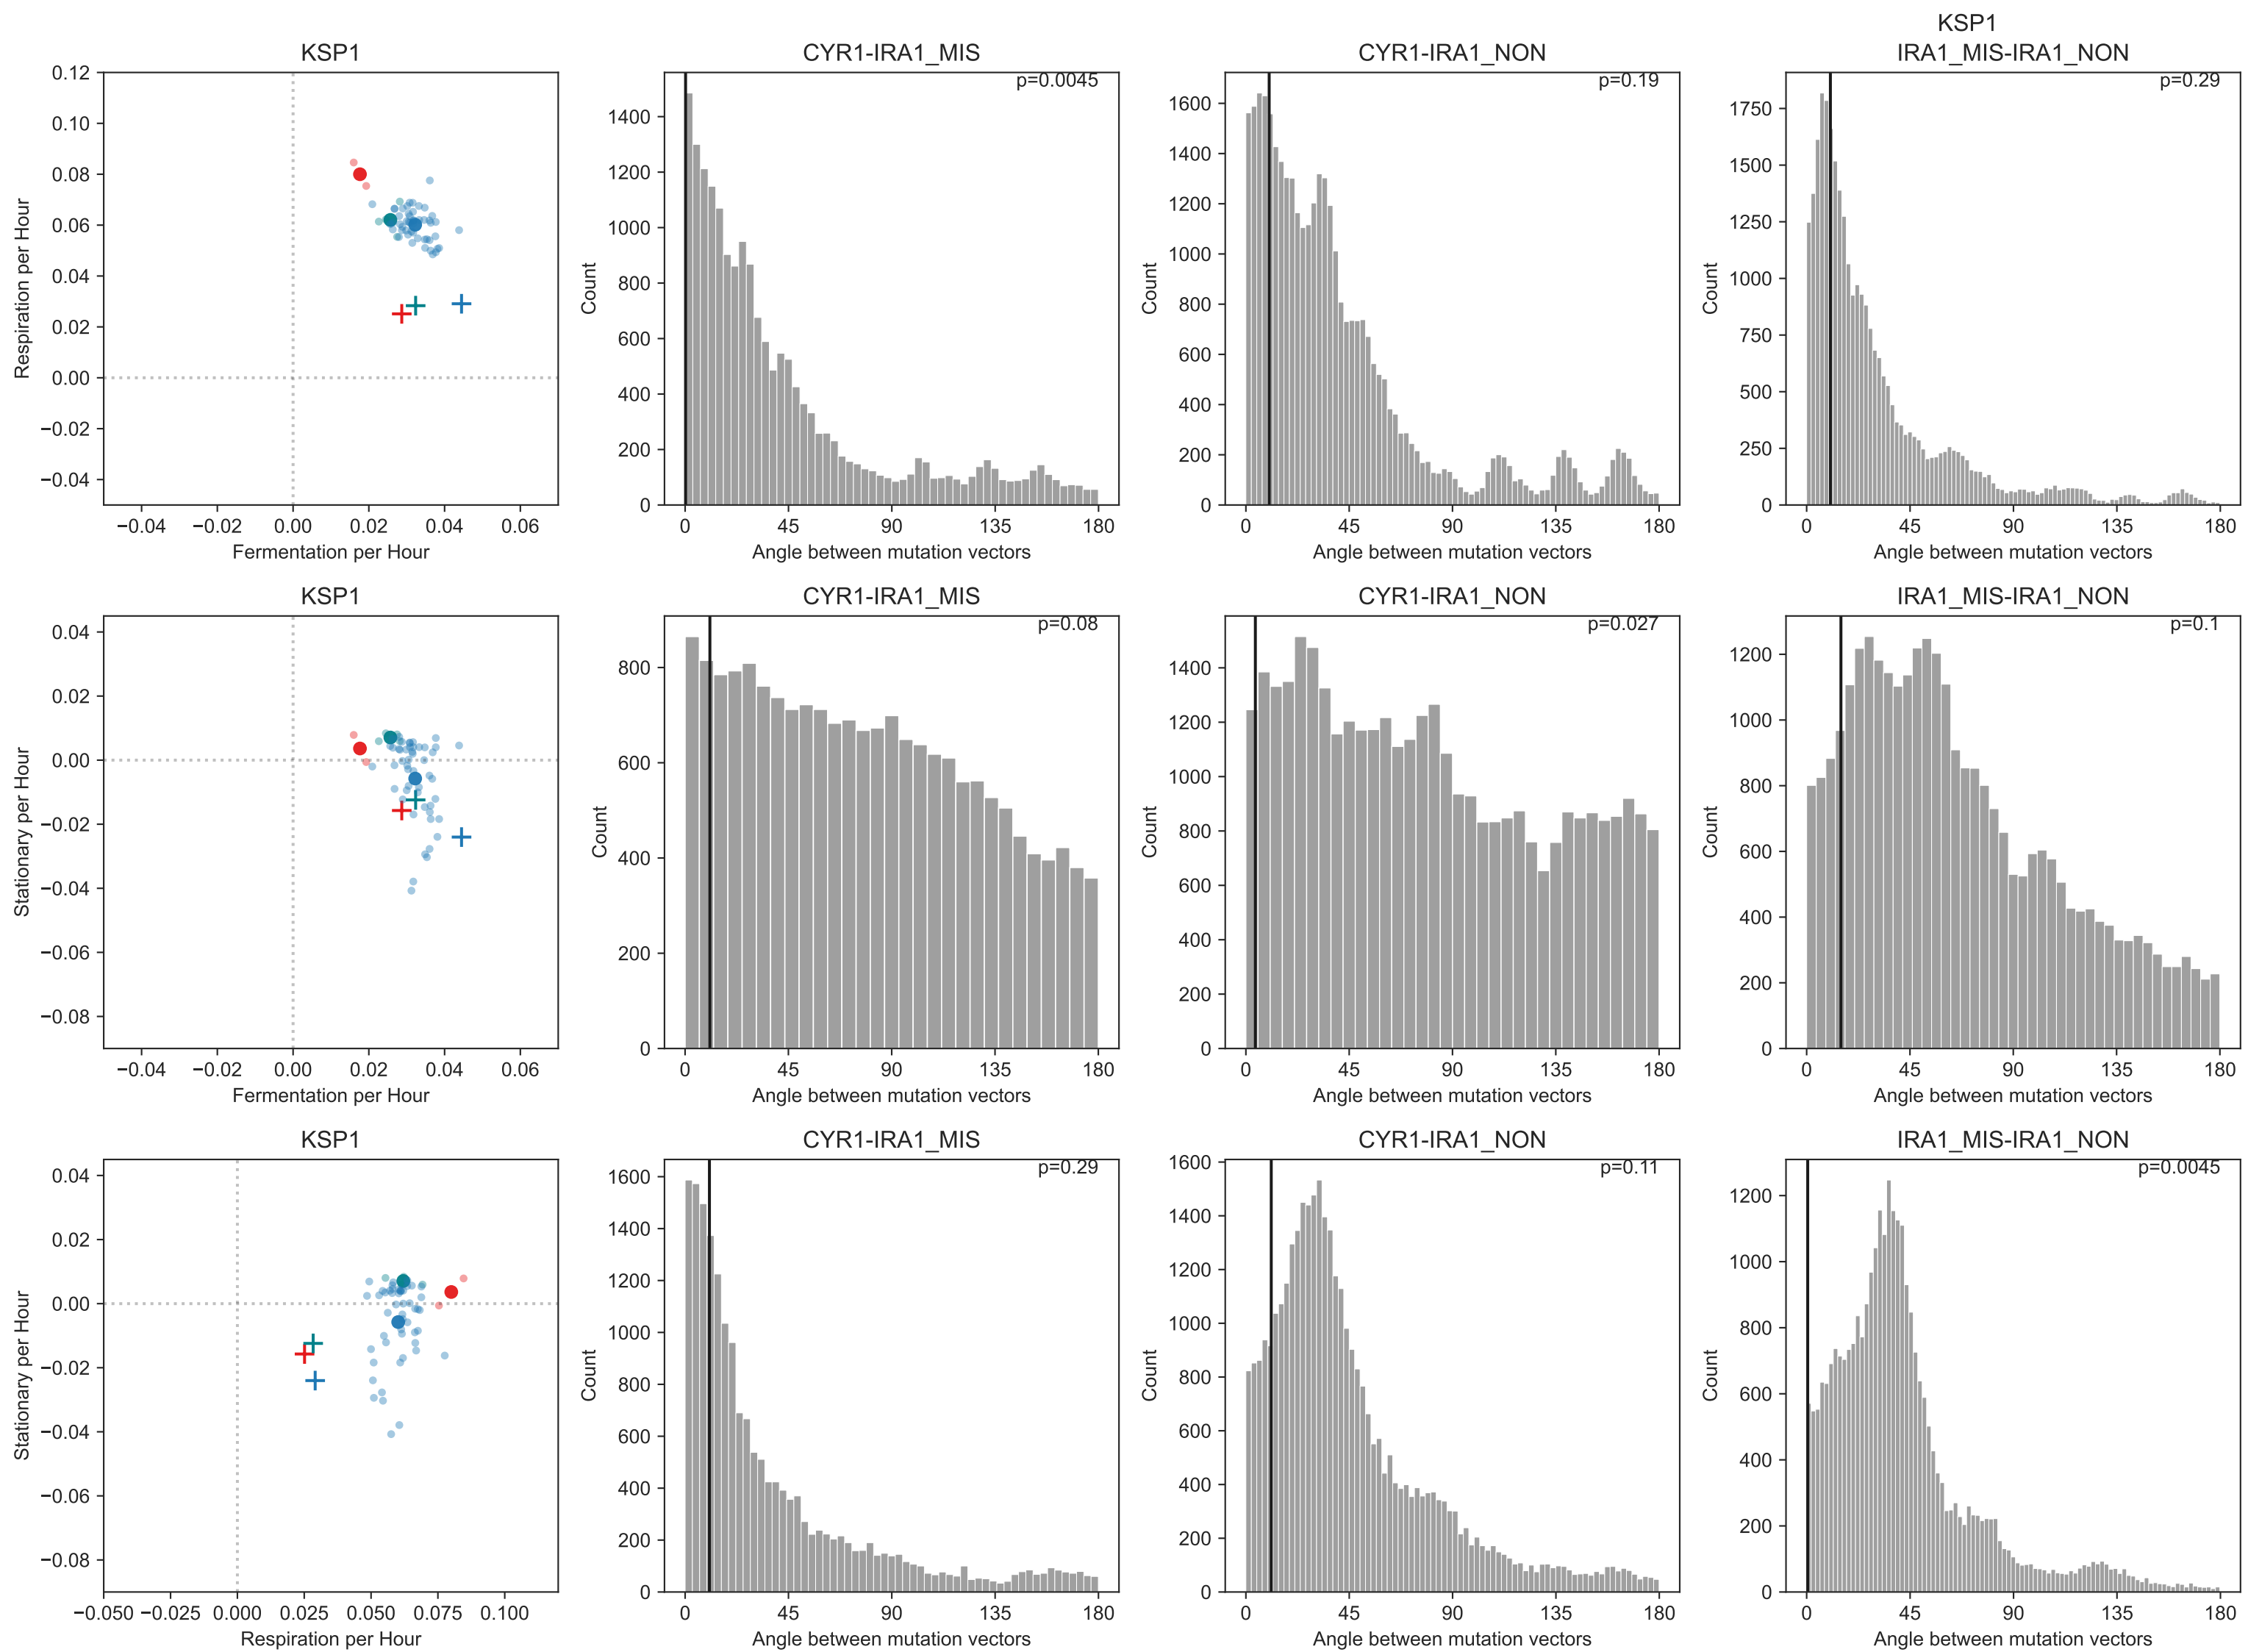 KSP1
KSP1
CYR1-IRA1_MIS
CYR1-IRA1_NON
IRA1_MIS-IRA1_NON
p=0.0045
p=0.19
p=0.29
Respiration per Hour
0.12
0.10
0.08
0.06
0.04
0.02
0.00
−0.02
−0.04
−0.04 −0.02 0.00 0.02 0.04 0.06
Fermentation per Hour
Count
1400
1200
1000
800
600
400
200
0
0 45 90 135 180
Angle between mutation vectors
Count
1600
1400
1200
1000
800
600
400
200
0
0 45 90 135 180
Angle between mutation vectors
Count
1750
1500
1250
1000
750
500
250
0
0 45 90 135 180
Angle between mutation vectors
KSP1
CYR1-IRA1_MIS
CYR1-IRA1_NON
IRA1_MIS-IRA1_NON
p=0.08
p=0.027
p=0.1
Stationary per Hour
0.04
0.02
0.00
−0.02
−0.04
−0.06
−0.08
−0.04 −0.02 0.00 0.02 0.04 0.06
Fermentation per Hour
Count
800
600
400
200
0
0 45 90 135 180
Angle between mutation vectors
Count
1400
1200
1000
800
600
400
200
0
0 45 90 135 180
Angle between mutation vectors
Count
1200
1000
800
600
400
200
0
0 45 90 135 180
Angle between mutation vectors
KSP1
CYR1-IRA1_MIS
CYR1-IRA1_NON
IRA1_MIS-IRA1_NON
p=0.29
p=0.11
p=0.0045
Stationary per Hour
0.04
0.02
0.00
−0.02
−0.04
−0.06
−0.08
−0.050 −0.025 0.000 0.025 0.050 0.075 0.100
Respiration per Hour
Count
1600
1400
1200
1000
800
600
400
200
0
0 45 90 135 180
Angle between mutation vectors
Count
1600
1400
1200
1000
800
600
400
200
0
0 45 90 135 180
Angle between mutation vectors
Count
1200
1000
800
600
400
200
0
0 45 90 135 180
Angle between mutation vectors